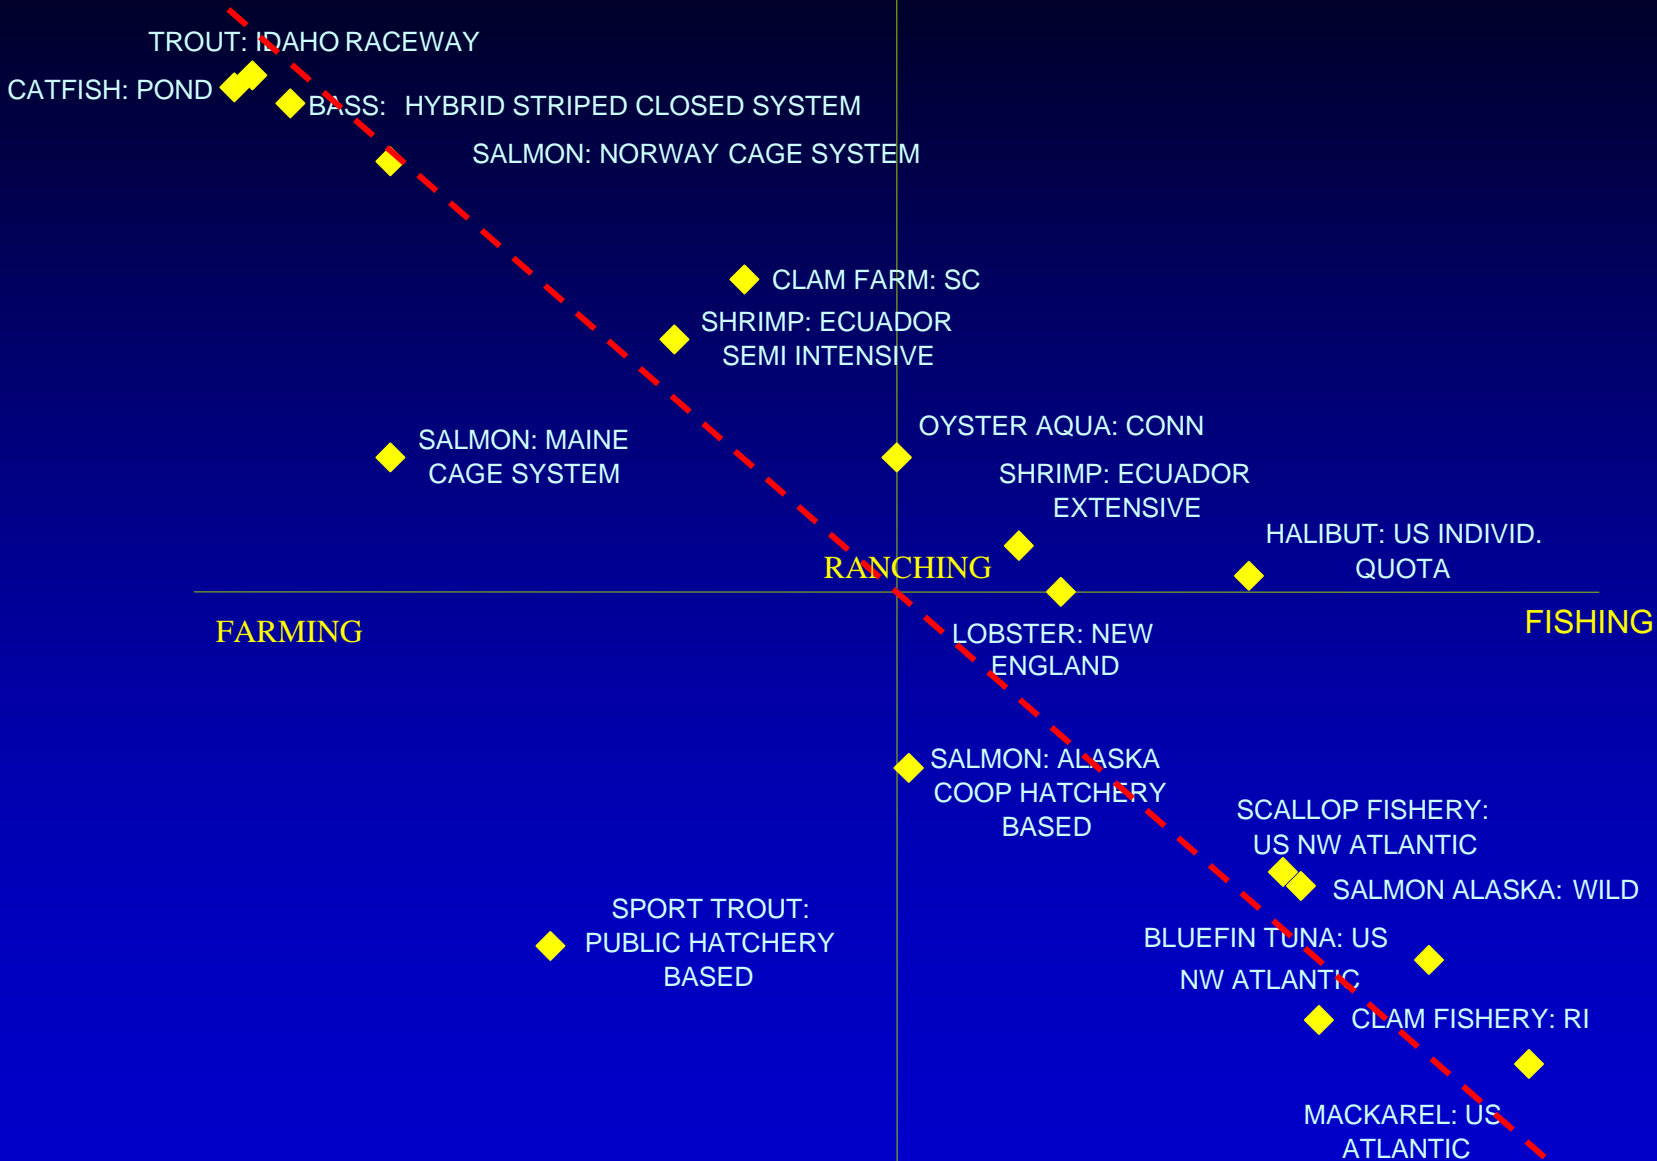 TROUT: IDAHO RACEWAY
CATFISH: POND
BASS: HYBRID STRIPED CLOSED SYSTEM
SALMON: NORWAY CAGE SYSTEM
CLAM FARM: SC
SHRIMP: ECUADOR
SEMI INTENSIVE
SALMON: MAINE
CAGE SYSTEM
OYSTER AQUA: CONN
SHRIMP: ECUADOR
EXTENSIVE
HALIBUT: US INDIVID.
QUOTA
RANCHING
FARMING
FISHING
LOBSTER: NEW
ENGLAND
SALMON: ALASKA
COOP HATCHERY
BASED
SCALLOP FISHERY:
US NW ATLANTIC
SALMON ALASKA: WILD
SPORT TROUT:
PUBLIC HATCHERY
BASED
BLUEFIN TUNA: US
NW ATLANTIC
CLAM FISHERY: RI
MACKAREL: US
ATLANTIC